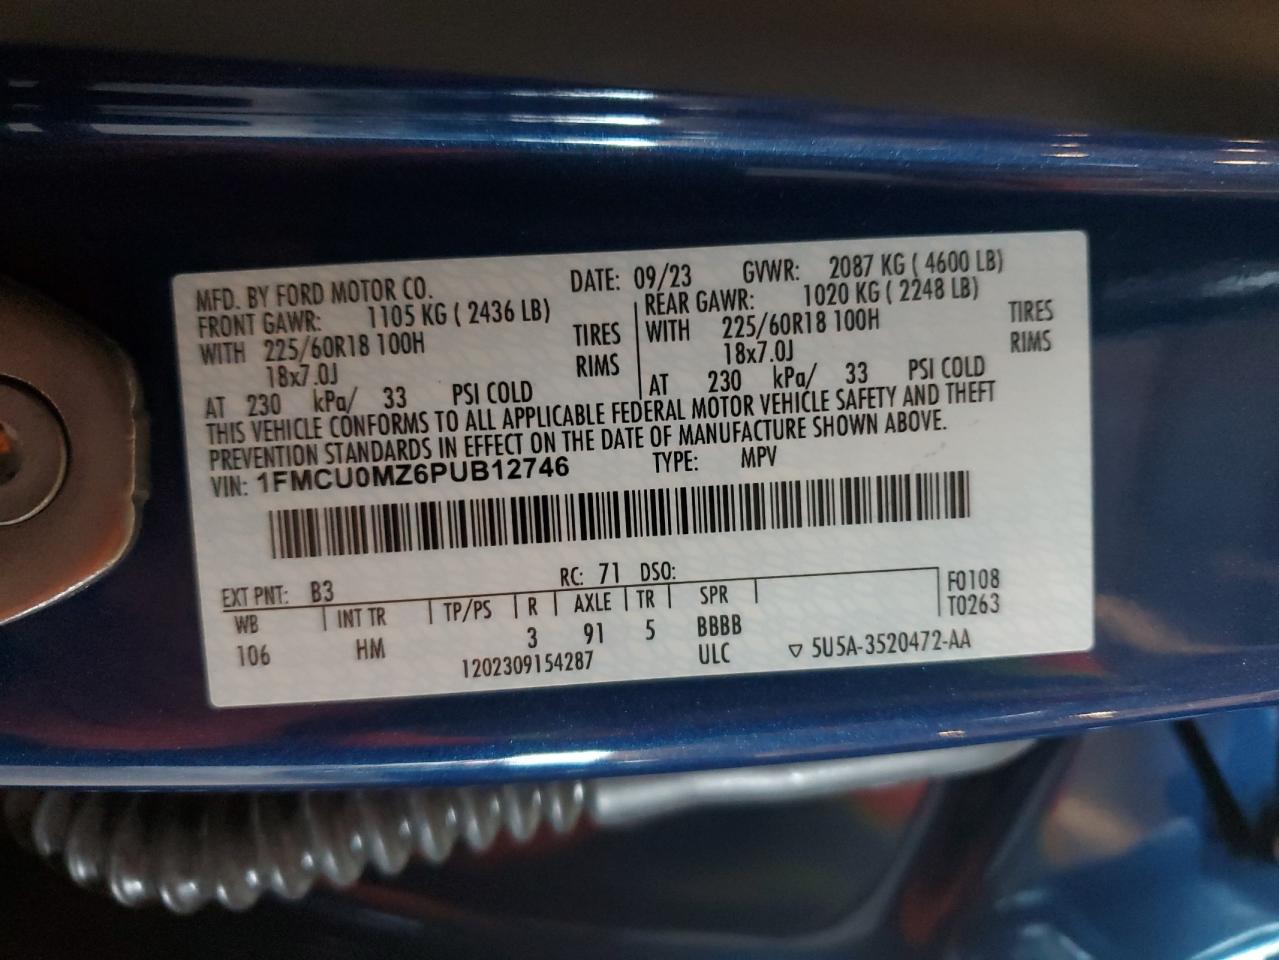 MFD. BY FORD MOTOR CO. DATE: 09/23 GVWR: 2087 KG ( 4600 LB)
FRONT GAWR: 1105 KG ( 2436 LB) REAR GAWR: 1020 KG ( 2248 LB)
WITH 225/60R18 100H TIRES WITH 225/60R18 100H TIRES
18x7.0J RIMS 18x7.0J RIMS
AT 230 kPa/ 33 PSI COLD AT 230 kPa/ 33 PSI COLD
THIS VEHICLE CONFORMS TO ALL APPLICABLE FEDERAL MOTOR VEHICLE SAFETY AND THEFT
PREVENTION STANDARDS IN EFFECT ON THE DATE OF MANUFACTURE SHOWN ABOVE.
VIN: 1FMCU0MZ6PUB12746 TYPE: MPV
EXT PNT: B3 RC: 71 DSO:
WB INT TR TP/PS R AXLE TR SPR F0108
T0263
106 HM 3 91 5 BBBB
1202309154287 ULC ▽ 5U5A-3520472-AA